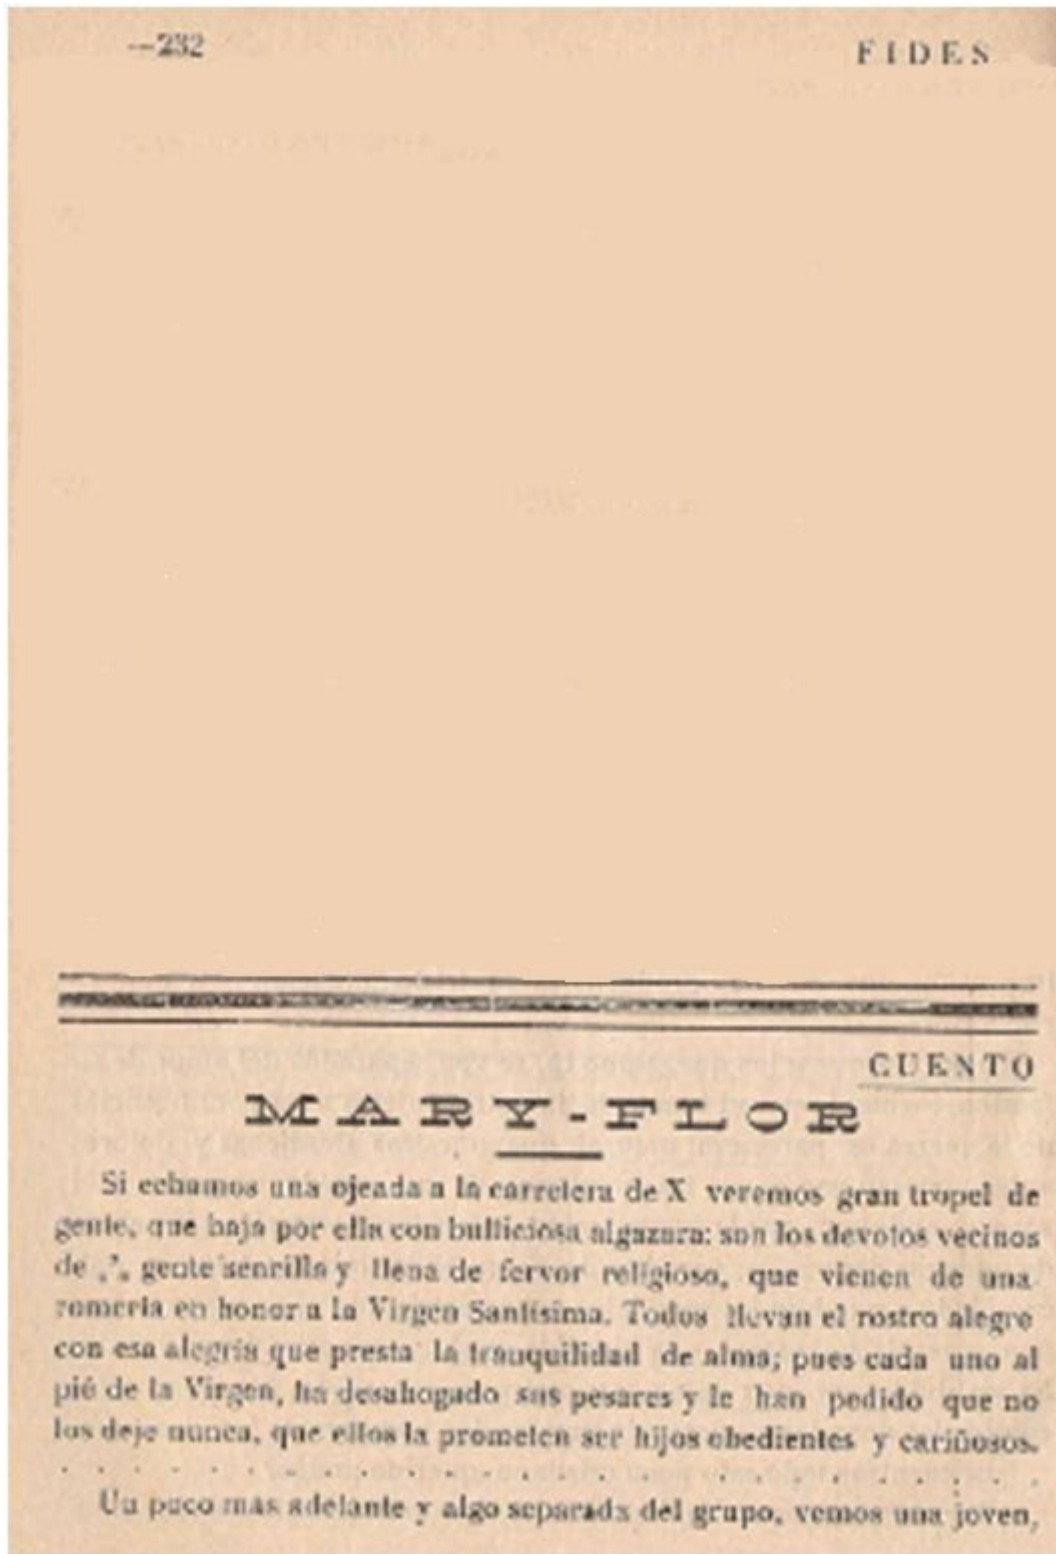 —232
FIDES
CUENTO
MARY-FLOR
Si echamos una ojeada a la carretera de X veremos gran tropel de
gente, que baja por ella con bulliciosa algazara: son los devotos vecinos
de gente sencilla y llena de fervor religioso, que vienen de una
romería en honor a la Virgen Santísima. Todos llevan el rostro alegre
con esa alegría que presta la tranquilidad de alma; pues cada uno al
pié de la Virgen, ha desahogado sus pesares y le han pedido que no
los deje nunca, que ellos la prometen ser hijos obedientes y cariñosos.
. . . . . . . . . . . . . . . . . . . . . . . . . .
Un poco más adelante y algo separada del grupo, vemos una joven,